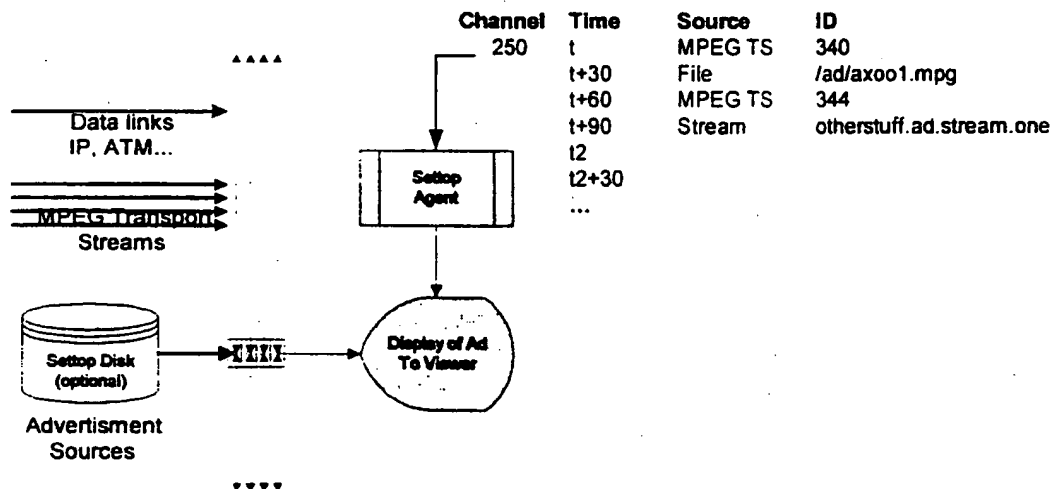 Channel Time Source ID
250 t MPEG TS 340
t+30 File /ad/axoo1.mpg
t+60 MPEG TS 344
t+90 Stream otherstuff.ad.stream.one
t2
t2+30
...
Data links
IP, ATM...
MPEG Transport
Streams
Settop
Agent
Settop Disk
(optional)
Display of Ad
To Viewer
Advertisment
Sources